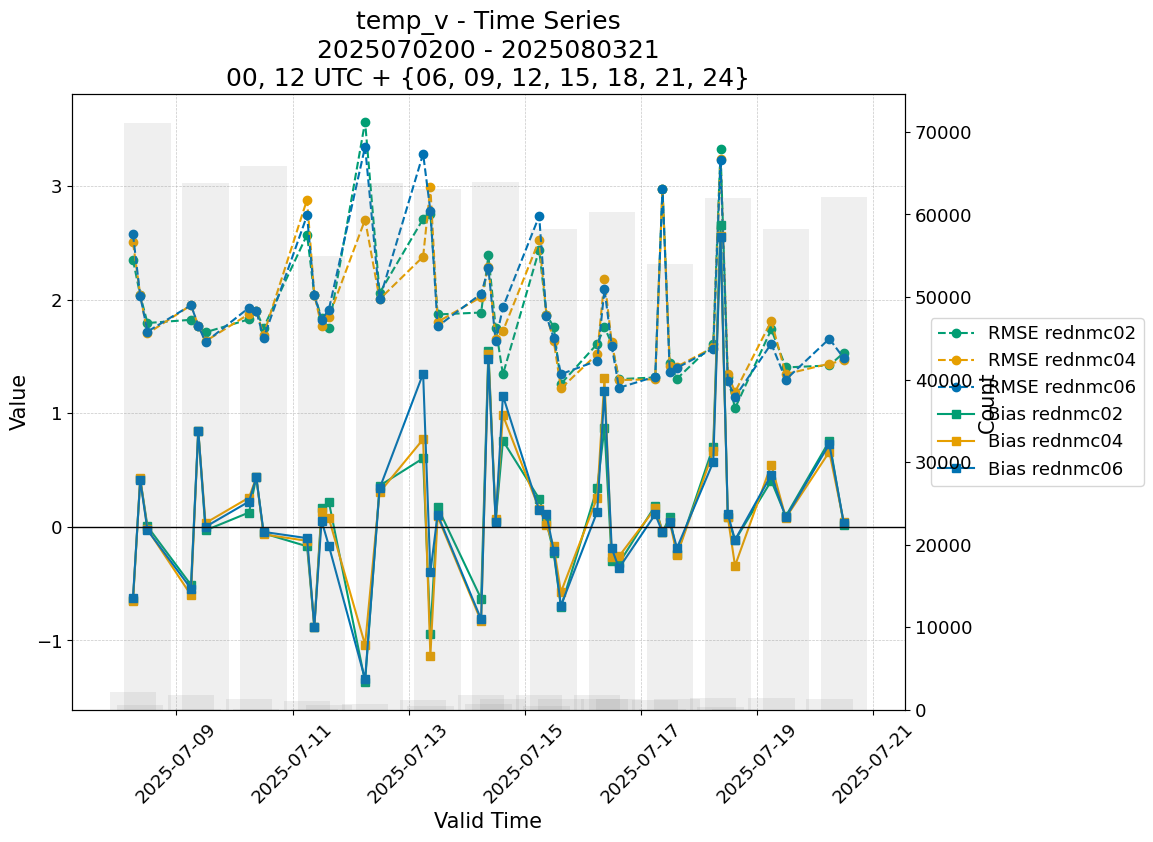 temp_v - Time Series
2025070200 - 2025080321
00, 12 UTC + {06, 09, 12, 15, 18, 21, 24}
Value
3
2
1
0
−1
70000
60000
50000
40000
30000
20000
10000
0
Count
RMSE rednmc02
RMSE rednmc04
RMSE rednmc06
Bias rednmc02
Bias rednmc04
Bias rednmc06
2025-07-09
2025-07-11
2025-07-13
2025-07-15
2025-07-17
2025-07-19
2025-07-21
Valid Time